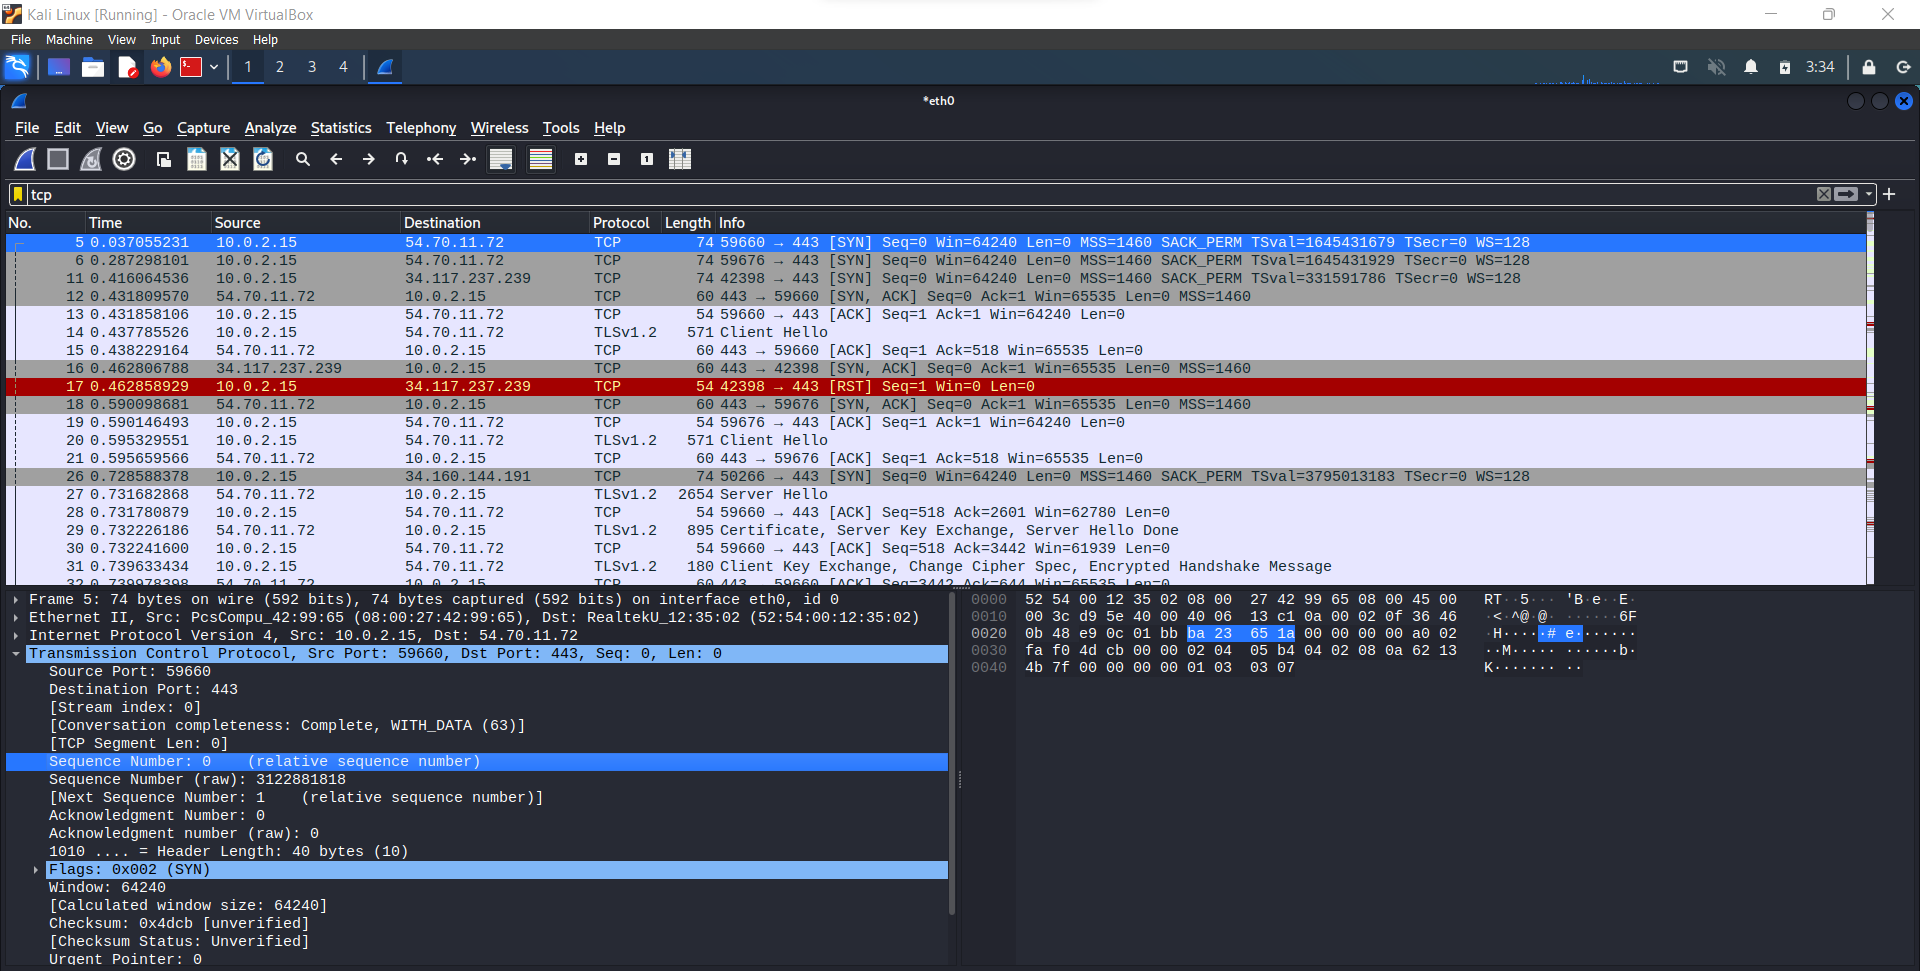 Kali Linux [Running] - Oracle VM VirtualBox
File Machine View Input Devices Help
1 2 3 4 3:34
*eth0
File Edit View Go Capture Analyze Statistics Telephony Wireless Tools Help
tcp
No. Time Source Destination Protocol Length Info
5 0.037055231 10.0.2.15 54.70.11.72 TCP 74 59660 → 443 [SYN] Seq=0 Win=64240 Len=0 MSS=1460 SACK_PERM TSval=1645431679 TSecr=0 WS=128
6 0.287298101 10.0.2.15 54.70.11.72 TCP 74 59676 → 443 [SYN] Seq=0 Win=64240 Len=0 MSS=1460 SACK_PERM TSval=1645431929 TSecr=0 WS=128
11 0.416064536 10.0.2.15 34.117.237.239 TCP 74 42398 → 443 [SYN] Seq=0 Win=64240 Len=0 MSS=1460 SACK_PERM TSval=331591786 TSecr=0 WS=128
12 0.431809570 54.70.11.72 10.0.2.15 TCP 60 443 → 59660 [SYN, ACK] Seq=0 Ack=1 Win=65535 Len=0 MSS=1460
13 0.431858106 10.0.2.15 54.70.11.72 TCP 54 59660 → 443 [ACK] Seq=1 Ack=1 Win=64240 Len=0
14 0.437785526 10.0.2.15 54.70.11.72 TLSv1.2 571 Client Hello
15 0.438229164 54.70.11.72 10.0.2.15 TCP 60 443 → 59660 [ACK] Seq=1 Ack=518 Win=65535 Len=0
16 0.462806788 34.117.237.239 10.0.2.15 TCP 60 443 → 42398 [SYN, ACK] Seq=0 Ack=1 Win=65535 Len=0 MSS=1460
17 0.462858929 10.0.2.15 34.117.237.239 TCP 54 42398 → 443 [RST] Seq=1 Win=0 Len=0
18 0.590098681 54.70.11.72 10.0.2.15 TCP 60 443 → 59676 [SYN, ACK] Seq=0 Ack=1 Win=65535 Len=0 MSS=1460
19 0.590146493 10.0.2.15 54.70.11.72 TCP 54 59676 → 443 [ACK] Seq=1 Ack=1 Win=64240 Len=0
20 0.595329551 10.0.2.15 54.70.11.72 TLSv1.2 571 Client Hello
21 0.595659566 54.70.11.72 10.0.2.15 TCP 60 443 → 59676 [ACK] Seq=1 Ack=518 Win=65535 Len=0
26 0.728588378 10.0.2.15 34.160.144.191 TCP 74 50266 → 443 [SYN] Seq=0 Win=64240 Len=0 MSS=1460 SACK_PERM TSval=3795013183 TSecr=0 WS=128
27 0.731682868 54.70.11.72 10.0.2.15 TLSv1.2 2654 Server Hello
28 0.731780879 10.0.2.15 54.70.11.72 TCP 54 59660 → 443 [ACK] Seq=518 Ack=2601 Win=62780 Len=0
29 0.732226186 54.70.11.72 10.0.2.15 TLSv1.2 895 Certificate, Server Key Exchange, Server Hello Done
30 0.732241600 10.0.2.15 54.70.11.72 TCP 54 59660 → 443 [ACK] Seq=518 Ack=3442 Win=61939 Len=0
31 0.739633434 10.0.2.15 54.70.11.72 TLSv1.2 180 Client Key Exchange, Change Cipher Spec, Encrypted Handshake Message
32 0.739978398 54.70.11.72 10.0.2.15 TCP 60 443 → 59660 [ACK] Seq=3442 Ack=644 Win=65535 Len=0
Frame 5: 74 bytes on wire (592 bits), 74 bytes captured (592 bits) on interface eth0, id 0
Ethernet II, Src: PcsCompu_42:99:65 (08:00:27:42:99:65), Dst: RealtekU_12:35:02 (52:54:00:12:35:02)
Internet Protocol Version 4, Src: 10.0.2.15, Dst: 54.70.11.72
Transmission Control Protocol, Src Port: 59660, Dst Port: 443, Seq: 0, Len: 0
Source Port: 59660
Destination Port: 443
[Stream index: 0]
[Conversation completeness: Complete, WITH_DATA (63)]
[TCP Segment Len: 0]
Sequence Number: 0 (relative sequence number)
Sequence Number (raw): 3122881818
[Next Sequence Number: 1 (relative sequence number)]
Acknowledgment Number: 0
Acknowledgment number (raw): 0
1010 .... = Header Length: 40 bytes (10)
Flags: 0x002 (SYN)
Window: 64240
[Calculated window size: 64240]
Checksum: 0x4dcb [unverified]
[Checksum Status: Unverified]
Urgent Pointer: 0
0000 52 54 00 12 35 02 08 00 27 42 99 65 08 00 45 00 RT··5··· 'B·e··E·
0010 00 3c d9 5e 40 00 40 06 13 c1 0a 00 02 0f 36 46 ·<·^@·@· ······6F
0020 0b 48 e9 0c 01 bb ba 23 65 1a 00 00 00 00 a0 02 ·H·····# e·······
0030 fa f0 4d cb 00 00 02 04 05 b4 04 02 08 0a 62 13 ··M····· ······b·
0040 4b 7f 00 00 00 00 01 03 03 07 K······· ··